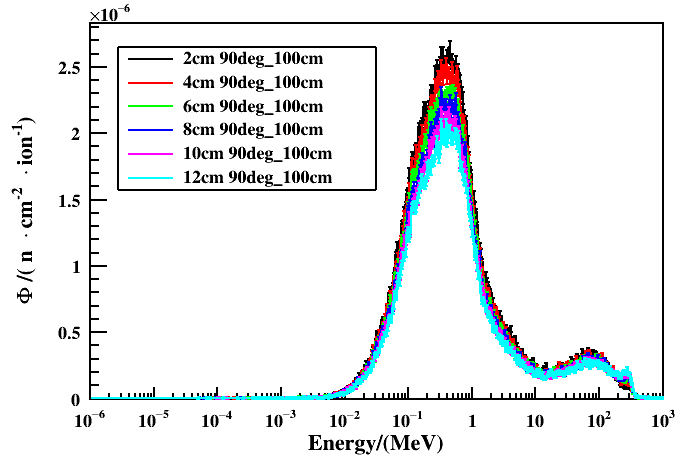 ×10⁻⁶
2cm 90deg_100cm
4cm 90deg_100cm
6cm 90deg_100cm
8cm 90deg_100cm
10cm 90deg_100cm
12cm 90deg_100cm
2.5
2
1.5
1
0.5
0
Φ /( n · cm⁻² · ion⁻¹)
10⁻⁶ 10⁻⁵ 10⁻⁴ 10⁻³ 10⁻² 10⁻¹ 1 10 10² 10³
Energy/(MeV)